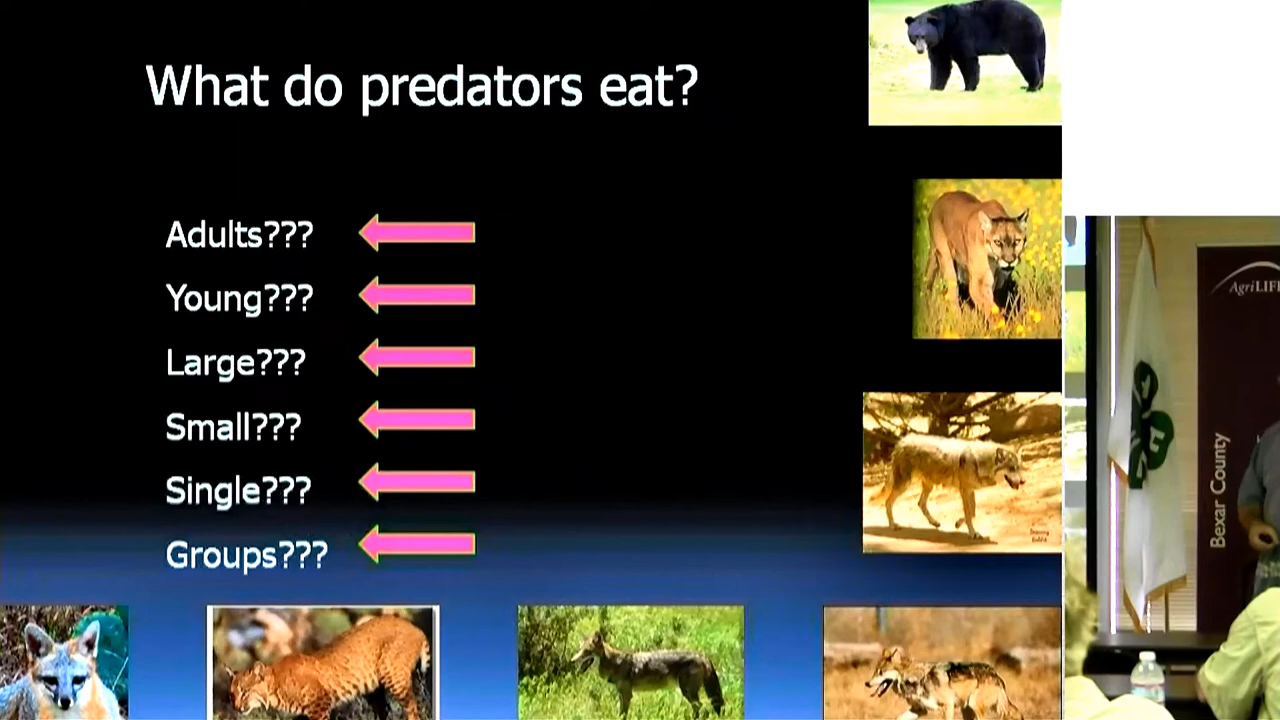 What do predators eat?
Adults???
Young???
Large???
Small???
Single???
Groups???
AgriLIFE
Bexar County